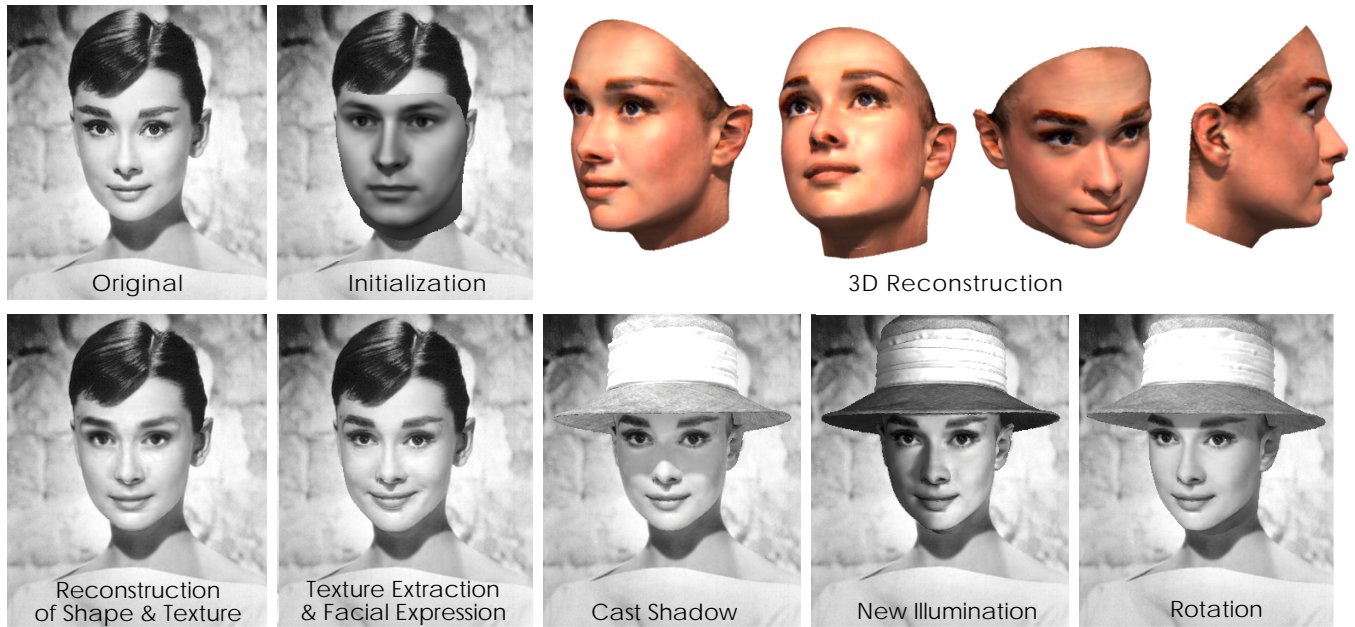 Original
Initialization
3D Reconstruction
Reconstruction
of Shape & Texture
Texture Extraction
& Facial Expression
Cast Shadow
New Illumination
Rotation